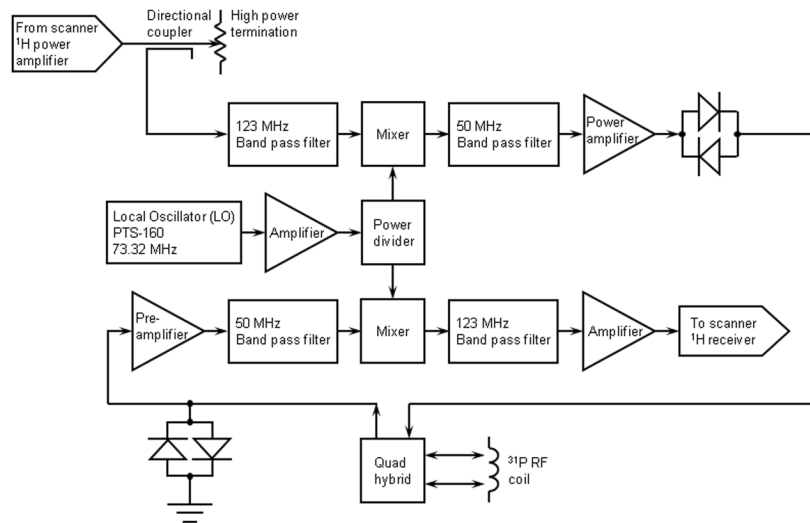 From scanner
¹H power
amplifier
Directional
coupler
High power
termination
123 MHz
Band pass filter
Mixer
50 MHz
Band pass filter
Power
amplifier
Local Oscillator (LO)
PTS-160
73.32 MHz
Amplifier
Power
divider
Pre-
amplifier
50 MHz
Band pass filter
Mixer
123 MHz
Band pass filter
Amplifier
To scanner
¹H receiver
Quad
hybrid
³¹P RF
coil